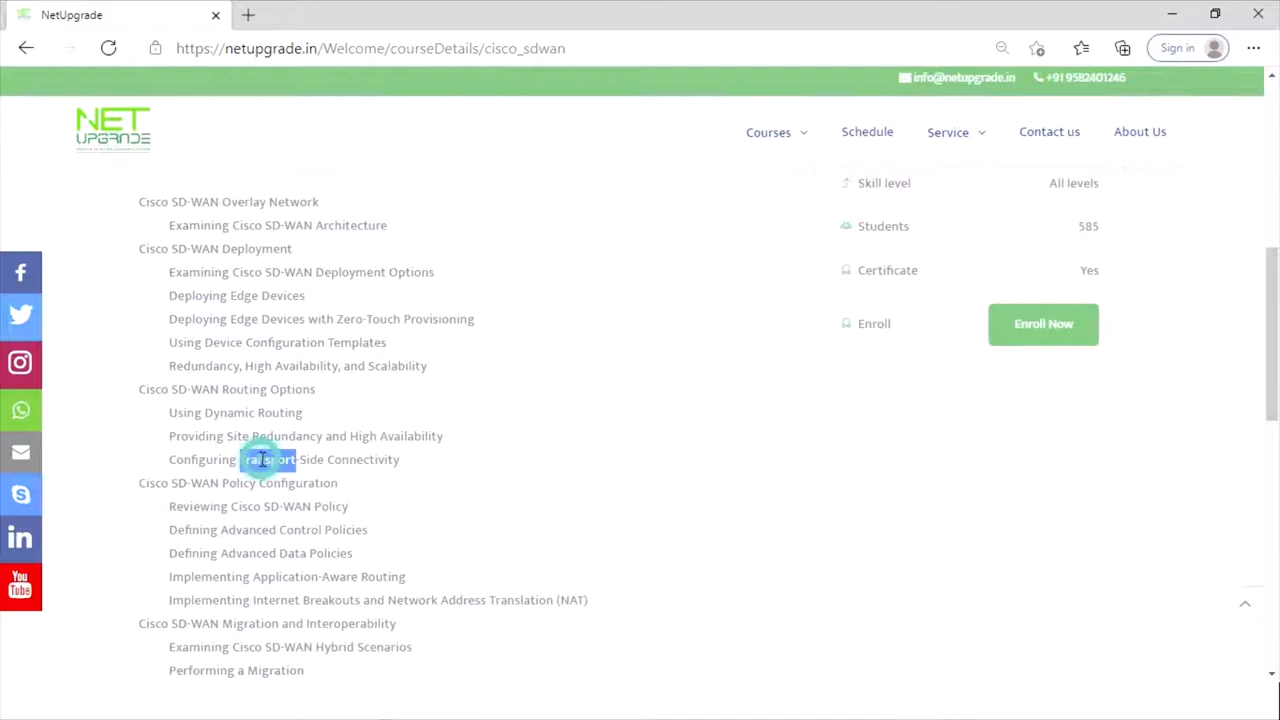 NetUpgrade
https://netupgrade.in/Welcome/courseDetails/cisco_sdwan
Sign in
info@netupgrade.in +91 9582401246
NET
UPGRADE
Courses Schedule Service Contact us About Us
Skill level All levels
Cisco SD-WAN Overlay Network
Examining Cisco SD-WAN Architecture
Students 585
Cisco SD-WAN Deployment
Examining Cisco SD-WAN Deployment Options
Certificate Yes
Deploying Edge Devices
Deploying Edge Devices with Zero-Touch Provisioning
Enroll Enroll Now
Using Device Configuration Templates
Redundancy, High Availability, and Scalability
Cisco SD-WAN Routing Options
Using Dynamic Routing
Providing Site Redundancy and High Availability
Configuring Transport-Side Connectivity
Cisco SD-WAN Policy Configuration
Reviewing Cisco SD-WAN Policy
Defining Advanced Control Policies
Defining Advanced Data Policies
Implementing Application-Aware Routing
You
Tube
Implementing Internet Breakouts and Network Address Translation (NAT)
Cisco SD-WAN Migration and Interoperability
Examining Cisco SD-WAN Hybrid Scenarios
Performing a Migration